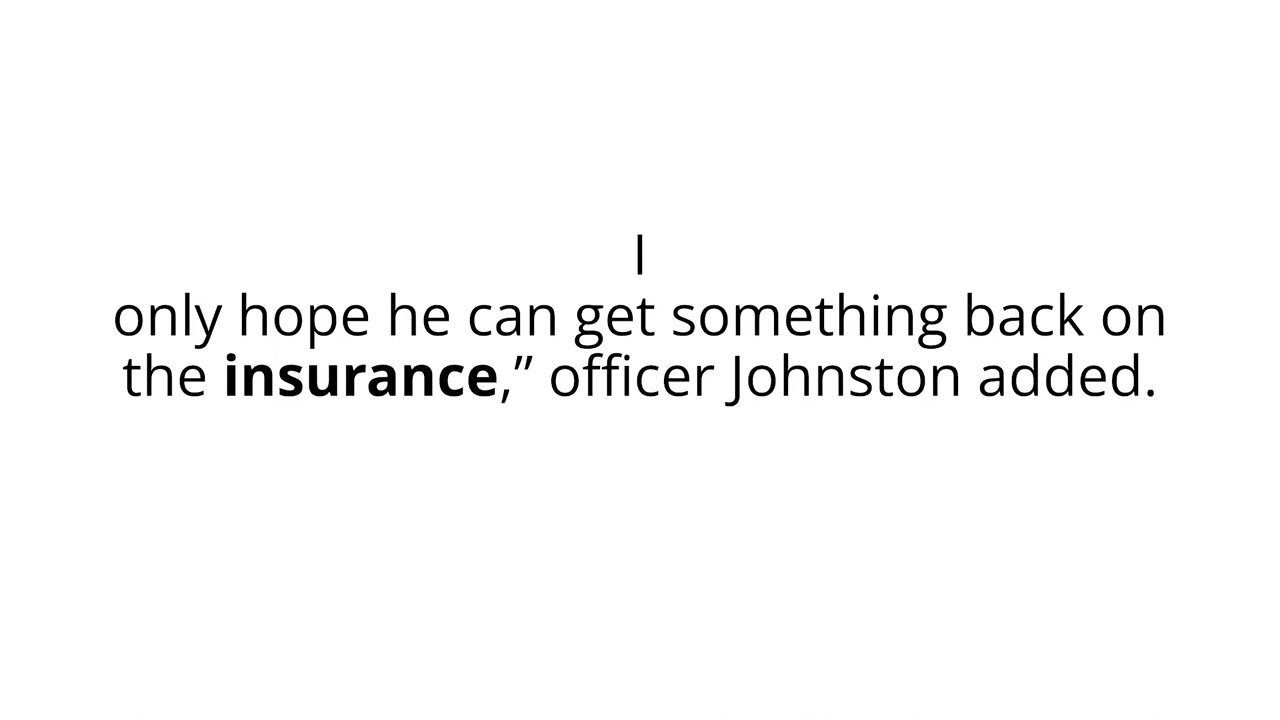 I
only hope he can get something back on
the insurance,” officer Johnston added.